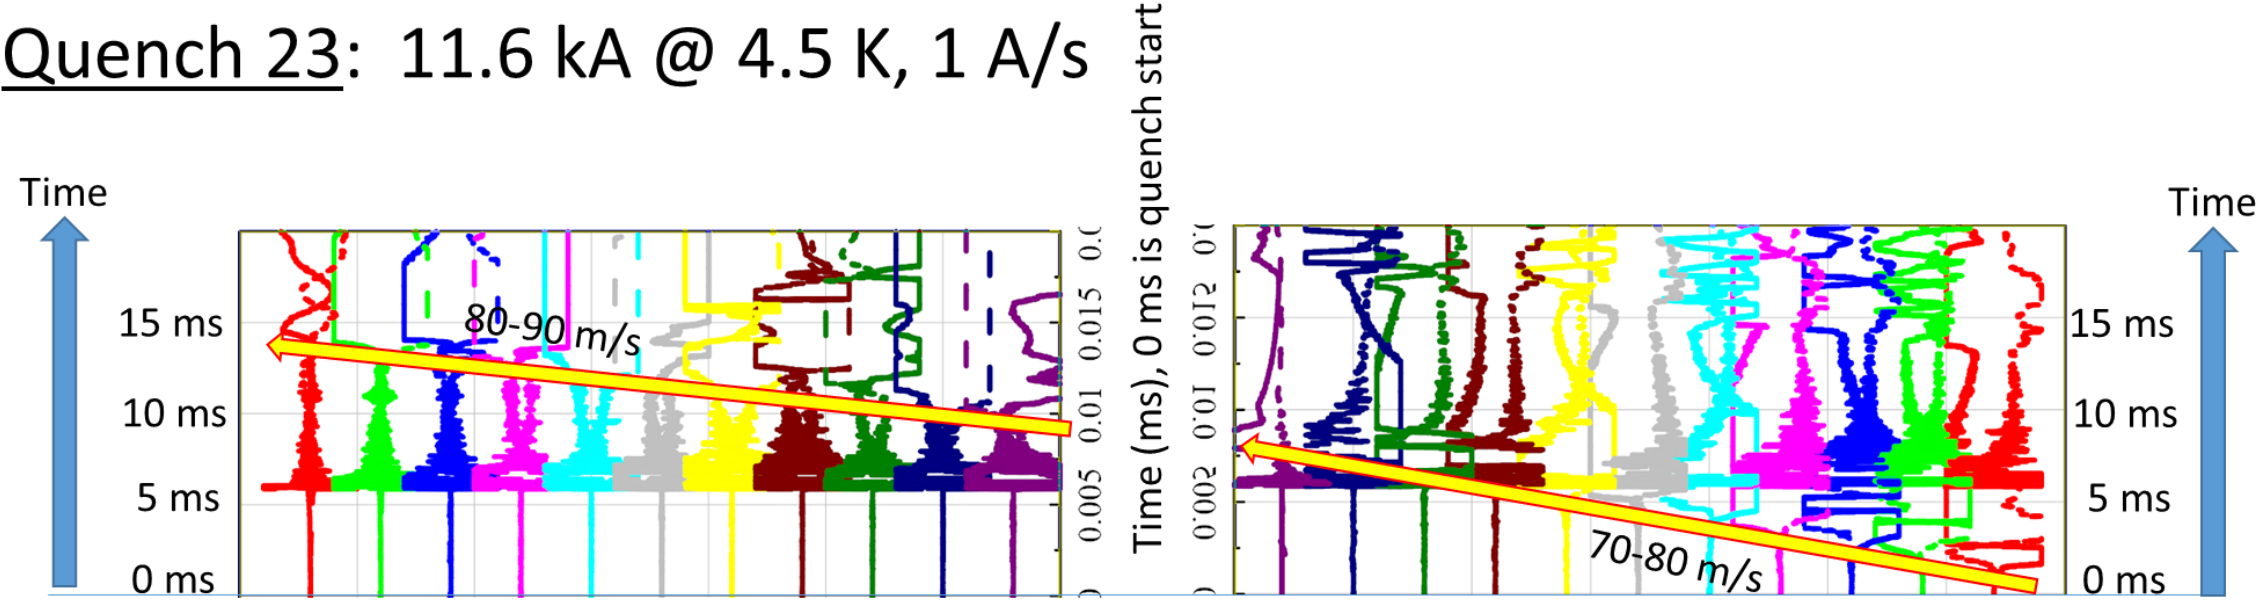 Quench 23: 11.6 kA @ 4.5 K, 1 A/s
Time
15 ms
10 ms
5 ms
0 ms
80-90 m/s
0.015
0.01
0.005
0
Time (ms), 0 ms is quench start
0.015
0.01
0.005
70-80 m/s
Time
15 ms
10 ms
5 ms
0 ms